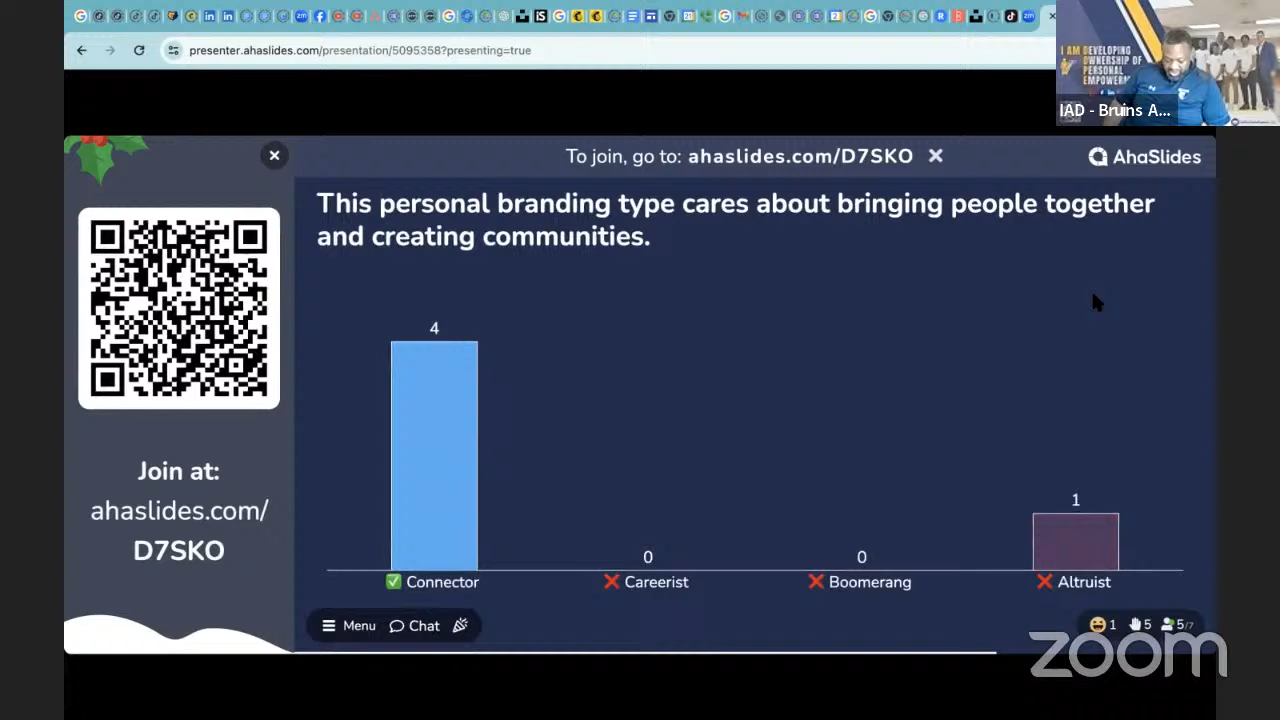 presenter.ahaslides.com/presentation/5095358?presenting=true
I AM DEVELOPING
OWNERSHIP OF
PERSONAL
IAD - Bruins A...
To join, go to: ahaslides.com/D7SKO
AhaSlides
This personal branding type cares about bringing people together
and creating communities.
4
0
0
1
Connector
Careerist
Boomerang
Altruist
Join at:
ahaslides.com/
D7SKO
Menu
Chat
1
5
5/7
zoom